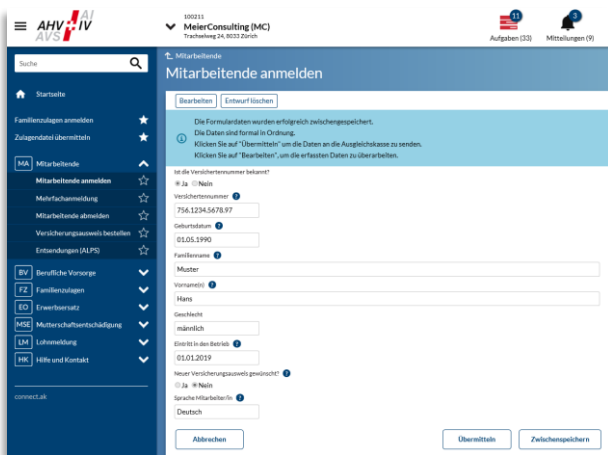 AHV AI IV
AVS
100211
MeierConsulting (MC)
Trachselweg 24, 8033 Zürich
11
Aufgaben (33)
3
Mitteilungen (9)
Suche
Startseite
Familienzulagen anmelden
Zulagendatei übermitteln
MA Mitarbeitende
Mitarbeitende anmelden
Mehrfachanmeldung
Mitarbeitende abmelden
Versicherungsausweis bestellen
Entsendungen (ALPS)
BV Berufliche Vorsorge
FZ Familienzulagen
EO Erwerbsersatz
MSE Mutterschaftsentschädigung
LM Lohnmeldung
HK Hilfe und Kontakt
connect.ak
Mitarbeitende
Mitarbeitende anmelden
Bearbeiten Entwurf löschen
Die Formulardaten wurden erfolgreich zwischengespeichert.
Die Daten sind formal in Ordnung.
Klicken Sie auf "Übermitteln" um die Daten an die Ausgleichskasse zu senden.
Klicken Sie auf "Bearbeiten", um die erfassten Daten zu überarbeiten.
Ist die Versichertennummer bekannt?
Ja Nein
Versichertennummer ?
756.1234.5678.97
Geburtsdatum ?
01.05.1990
Familienname ?
Muster
Vorname(n) ?
Hans
Geschlecht
männlich
Eintritt in den Betrieb ?
01.01.2019
Neuer Versicherungsausweis gewünscht? ?
Ja Nein
Sprache Mitarbeiter/in ?
Deutsch
Abbrechen Übermitteln Zwischenspeichern